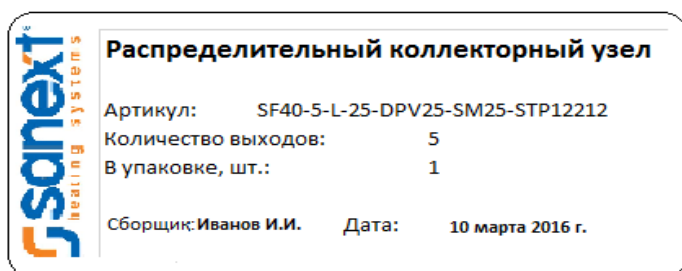 sanext®
heating systems
Распределительный коллекторный узел
Артикул: SF40-5-L-25-DPV25-SM25-STP12212
Количество выходов: 5
В упаковке, шт.: 1
Сборщик: Иванов И.И. Дата: 10 марта 2016 г.